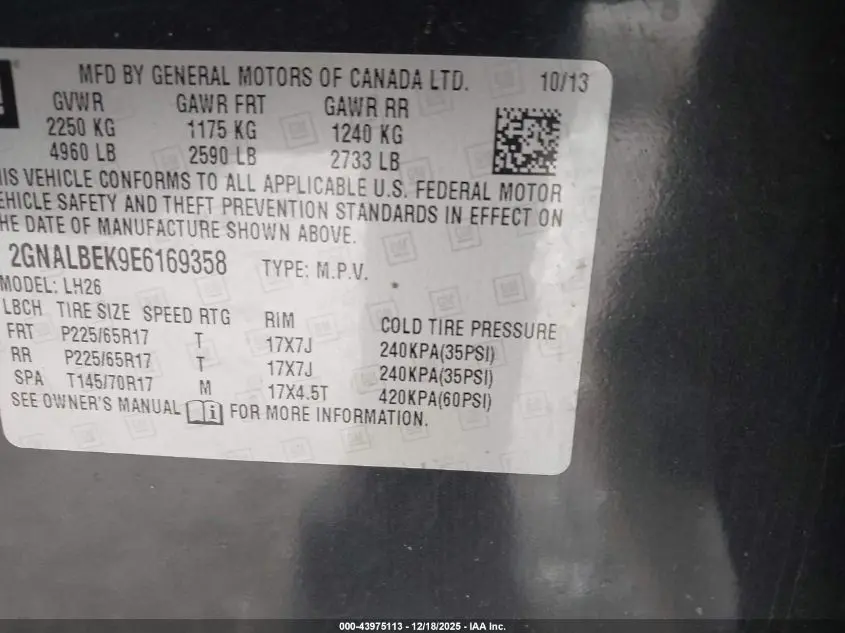 MFD BY GENERAL MOTORS OF CANADA LTD. 10/13
GVWR GAWR FRT GAWR RR
2250 KG 1175 KG 1240 KG
4960 LB 2590 LB 2733 LB
IS VEHICLE CONFORMS TO ALL APPLICABLE U.S. FEDERAL MOTOR
EHICLE SAFETY AND THEFT PREVENTION STANDARDS IN EFFECT ON
HE DATE OF MANUFACTURE SHOWN ABOVE.
2GNALBEK9E6169358 TYPE: M.P.V.
MODEL: LH26
LBCH TIRE SIZE SPEED RTG RIM COLD TIRE PRESSURE
FRT P225/65R17 T 17X7J 240KPA(35PSI)
RR P225/65R17 T 17X7J 240KPA(35PSI)
SPA T145/70R17 M 17X4.5T 420KPA(60PSI)
SEE OWNER'S MANUAL FOR MORE INFORMATION.
000-43975113 - 12/18/2025 - IAA Inc.